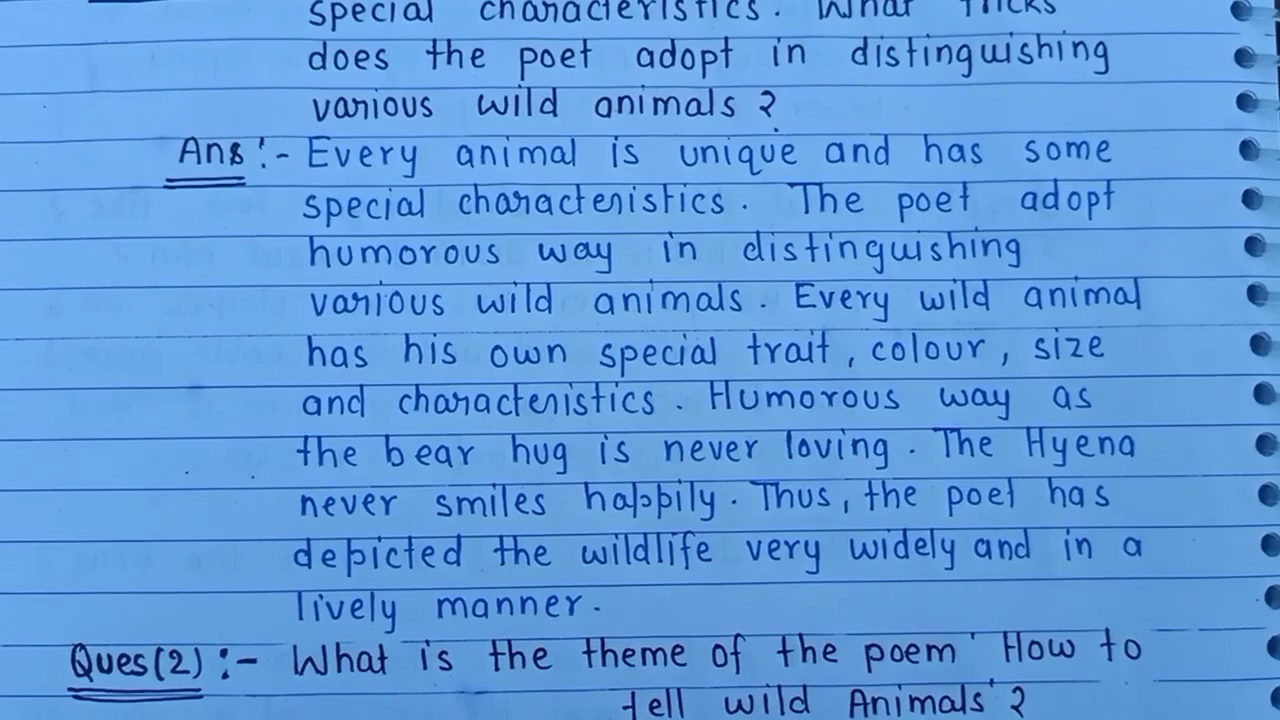 special characteristics. What tricks
does the poet adopt in distinguishing
various wild animals ?
Ans :- Every animal is unique and has some
special characteristics. The poet adopt
humorous way in distinguishing
various wild animals. Every wild animal
has his own special trait, colour, size
and characteristics. Humorous way as
the bear hug is never loving. The Hyena
never smiles happily. Thus, the poet has
depicted the wildlife very widely and in a
lively manner.
Ques(2) :- What is the theme of the poem 'How to
tell wild Animals' ?